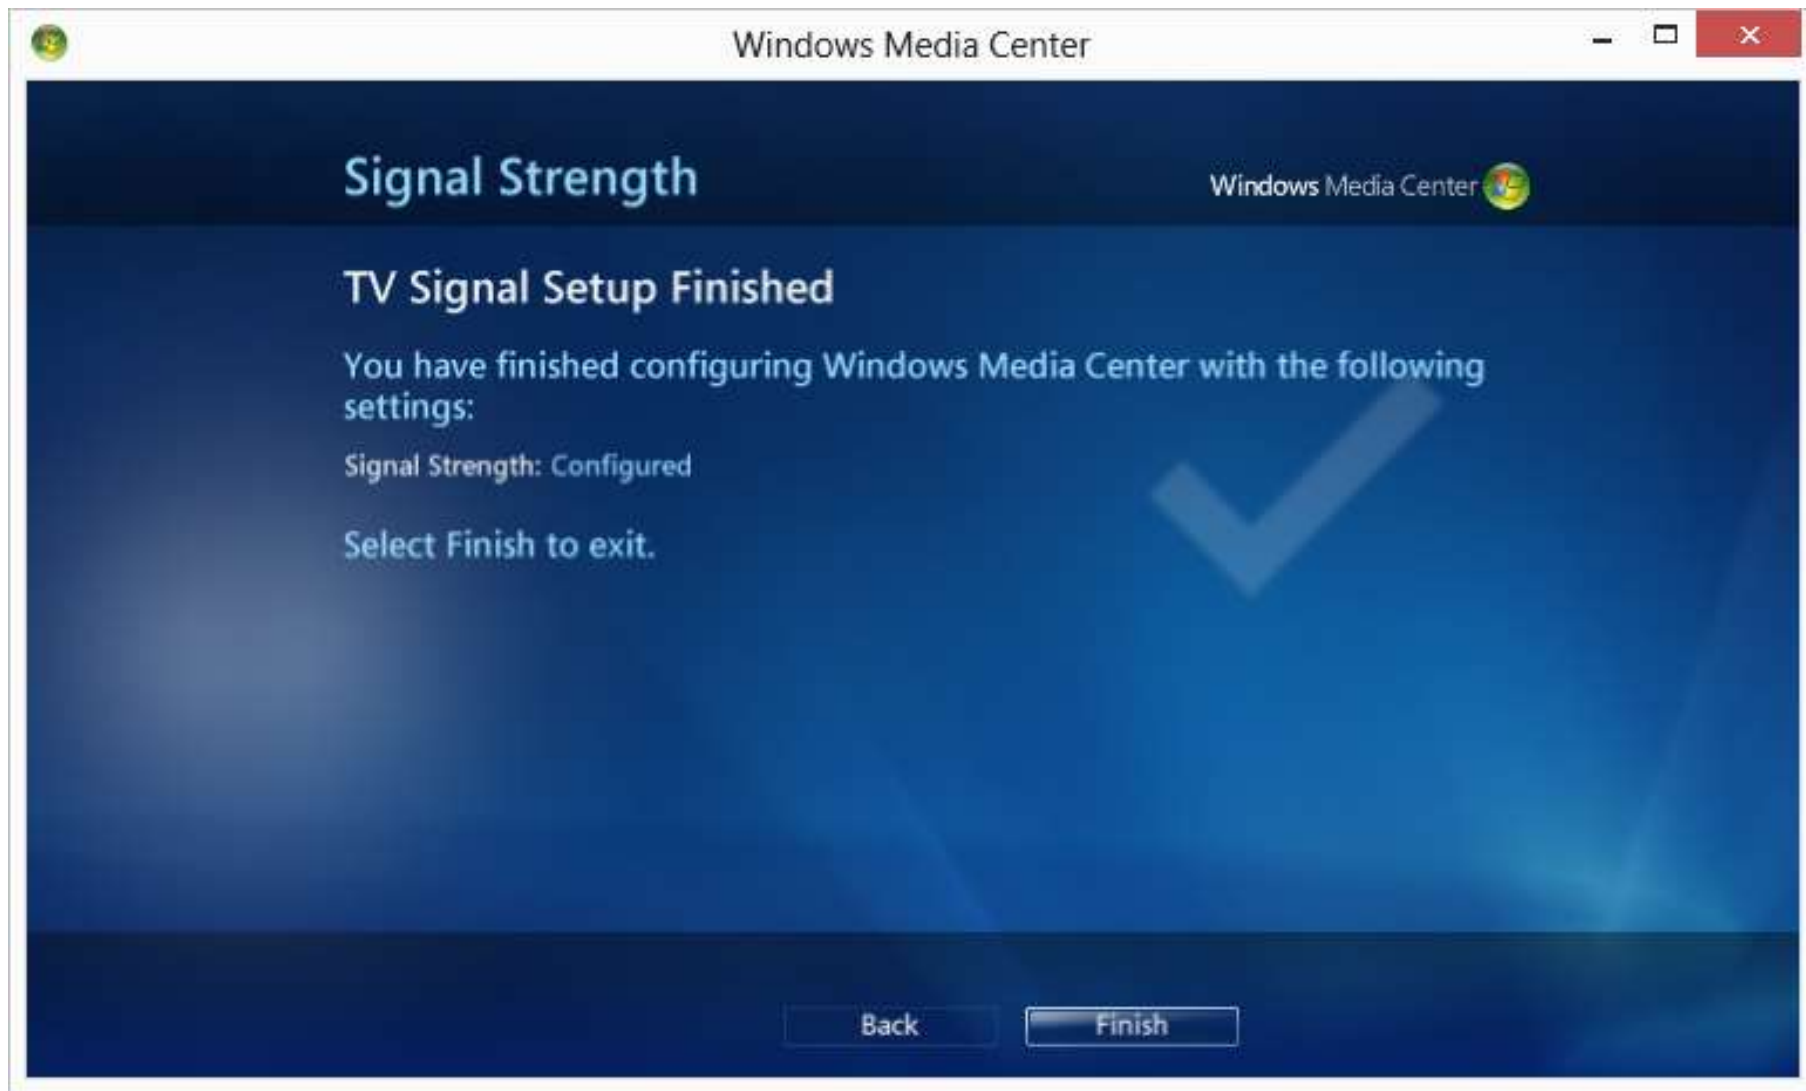 Windows Media Center
Signal Strength
Windows Media Center
TV Signal Setup Finished
You have finished configuring Windows Media Center with the following
settings:
Signal Strength: Configured
Select Finish to exit.
Back
Finish